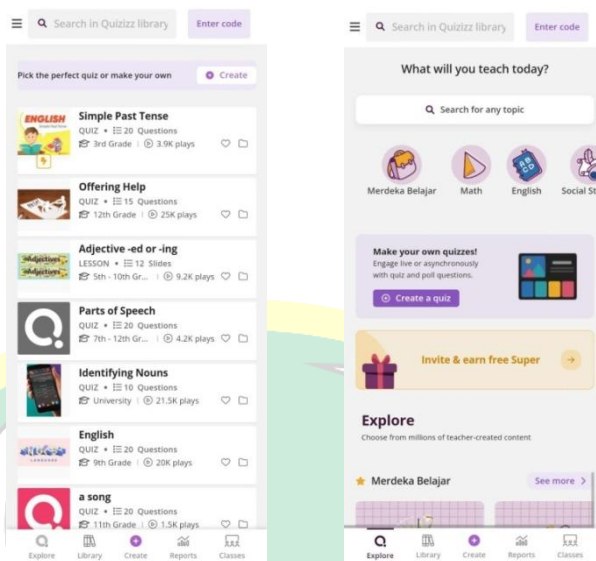 Search in Quizizz library
Enter code
Pick the perfect quiz or make your own
Create
ENGLISH
Simple Past Tense
QUIZ • 20 Questions
3rd Grade | 3.9K plays
Offering Help
QUIZ • 15 Questions
12th Grade | 25K plays
Adjectives
Adjective -ed or -ing
LESSON • 12 Slides
5th - 10th Gr... | 9.2K plays
Parts of Speech
QUIZ • 20 Questions
7th - 12th Gr... | 4.2K plays
Identifying Nouns
QUIZ • 10 Questions
University | 21.5K plays
LANGUAGE
English
QUIZ • 20 Questions
9th Grade | 20K plays
a song
QUIZ • 20 Questions
11th Grade | 1.5K plays
Explore Library Create Reports Classes
Search in Quizizz library
Enter code
What will you teach today?
Search for any topic
Merdeka Belajar Math English Social St
Make your own quizzes!
Engage live or asynchronously
with quiz and poll questions.
Create a quiz
Invite & earn free Super
Explore
Choose from millions of teacher-created content
Merdeka Belajar
See more
Explore Library Create Reports Classes